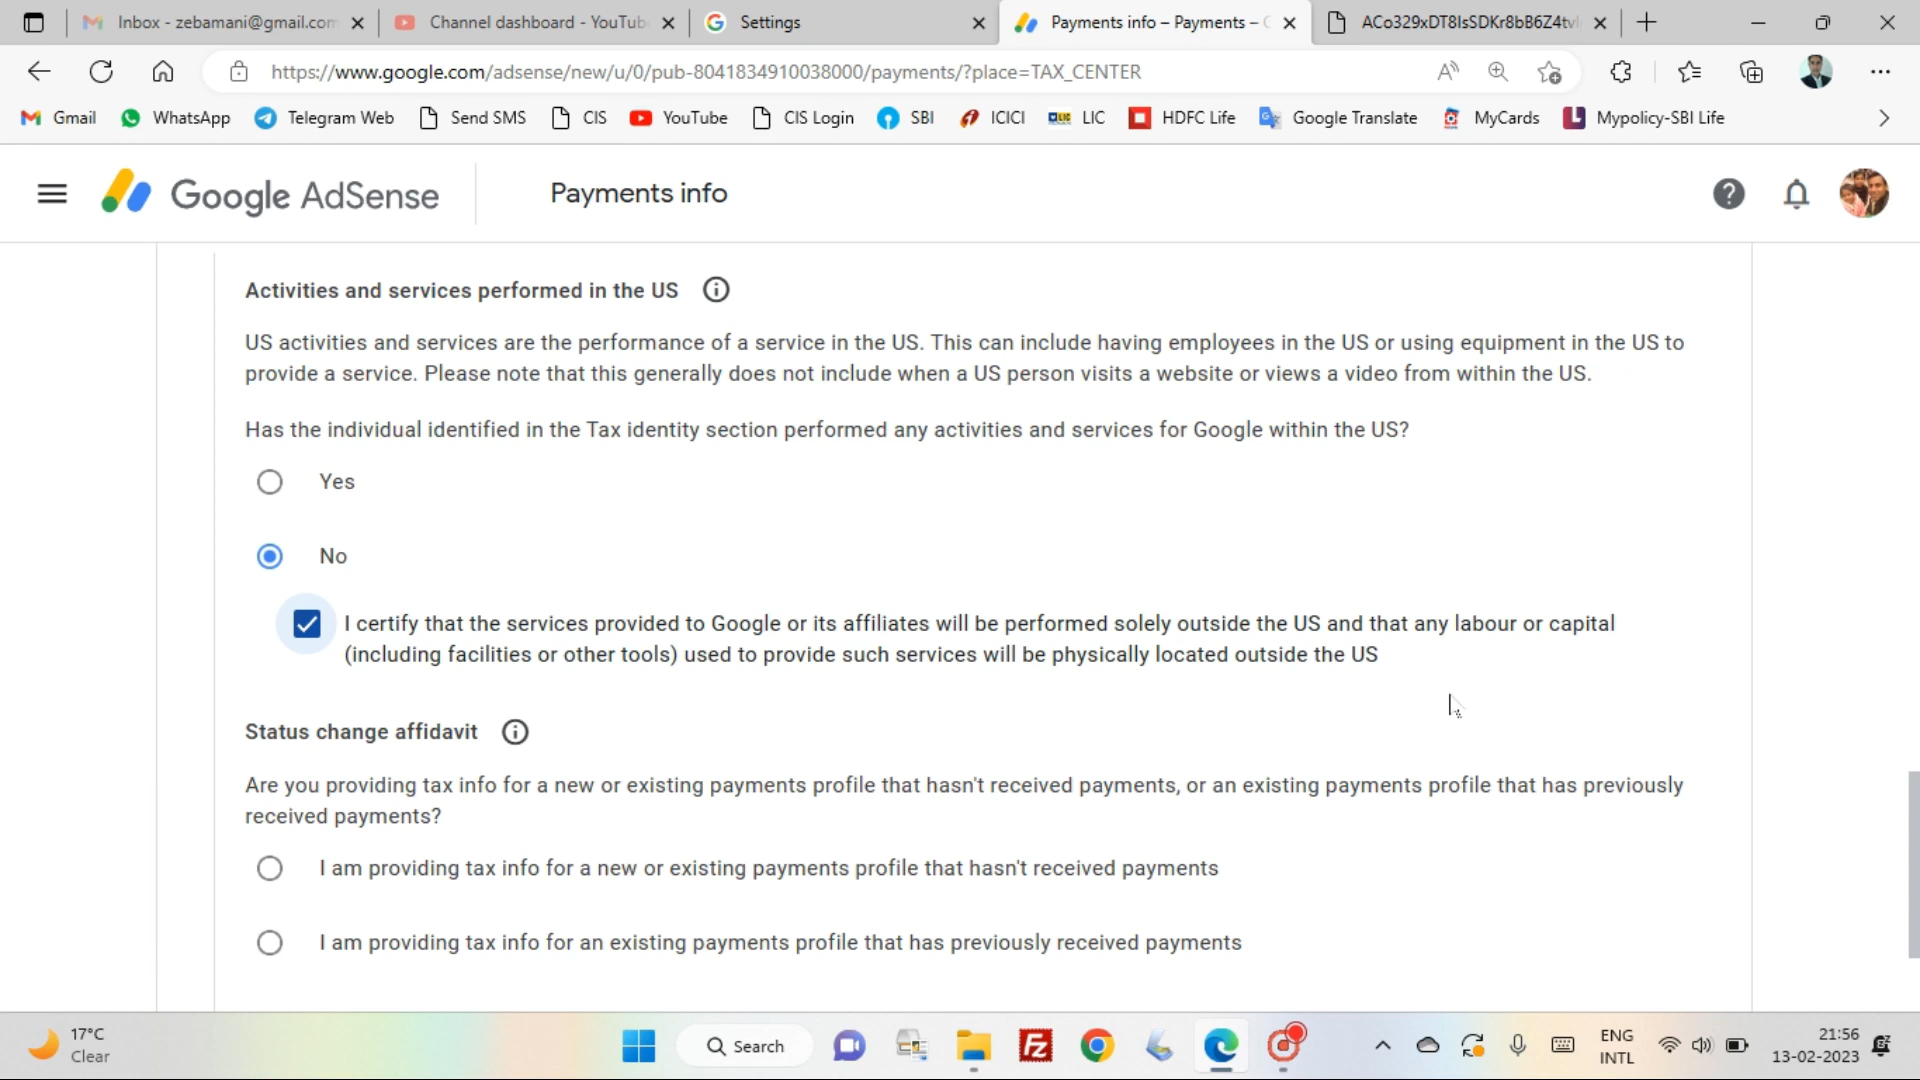 Inbox - zebamani@gmail.com
Channel dashboard - YouTub
Settings
Payments info – Payments –
https://www.google.com/adsense/new/u/0/pub-8041834910038000/payments/?place=TAX_CENTER
Gmail WhatsApp Telegram Web Send SMS CIS YouTube CIS Login SBI ICICI LIC HDFC Life Google Translate MyCards Mypolicy-SBI Life
Google AdSense
Payments info
Activities and services performed in the US
US activities and services are the performance of a service in the US. This can include having employees in the US or using equipment in the US to
provide a service. Please note that this generally does not include when a US person visits a website or views a video from within the US.
Has the individual identified in the Tax identity section performed any activities and services for Google within the US?
Yes
No
I certify that the services provided to Google or its affiliates will be performed solely outside the US and that any labour or capital
(including facilities or other tools) used to provide such services will be physically located outside the US
Status change affidavit
Are you providing tax info for a new or existing payments profile that hasn't received payments, or an existing payments profile that has previously
received payments?
I am providing tax info for a new or existing payments profile that hasn't received payments
I am providing tax info for an existing payments profile that has previously received payments
17°C
Clear
Search
ENG
INTL
21:56
13-02-2023